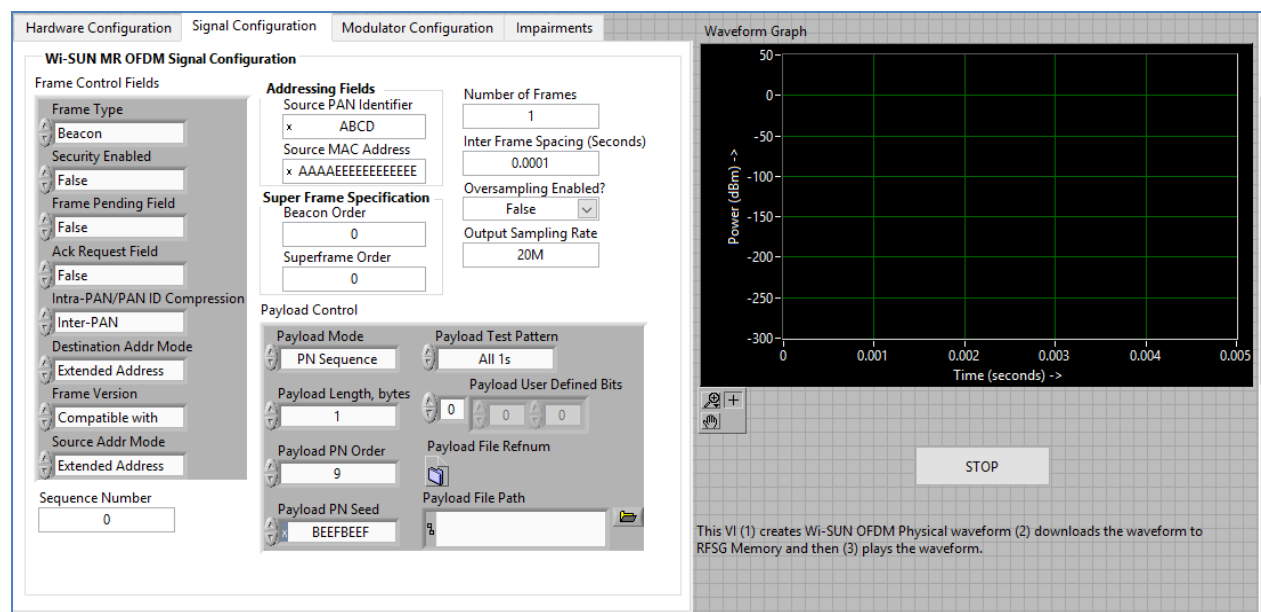 Hardware Configuration
Signal Configuration
Modulator Configuration
Impairments
Wi-SUN MR OFDM Signal Configuration
Frame Control Fields
Frame Type
Beacon
Security Enabled
False
Frame Pending Field
False
Ack Request Field
False
Intra-PAN/PAN ID Compression
Inter-PAN
Destination Addr Mode
Extended Address
Frame Version
Compatible with
Source Addr Mode
Extended Address
Sequence Number
0
Addressing Fields
Source PAN Identifier
x ABCD
Source MAC Address
x AAAAEEEEEEEEEEEE
Super Frame Specification
Beacon Order
0
Superframe Order
0
Number of Frames
1
Inter Frame Spacing (Seconds)
0.0001
Oversampling Enabled?
False
Output Sampling Rate
20M
Payload Control
Payload Mode
PN Sequence
Payload Length, bytes
1
Payload PN Order
9
Payload PN Seed
x BEEFBEEF
Payload Test Pattern
All 1s
Payload User Defined Bits
0 0 0
Payload File Refnum
Payload File Path
Waveform Graph
Power (dBm) ->
50
0
-50
-100
-150
-200
-250
-300
0 0.001 0.002 0.003 0.004 0.005
Time (seconds) ->
STOP
This VI (1) creates Wi-SUN OFDM Physical waveform (2) downloads the waveform to
RFSG Memory and then (3) plays the waveform.